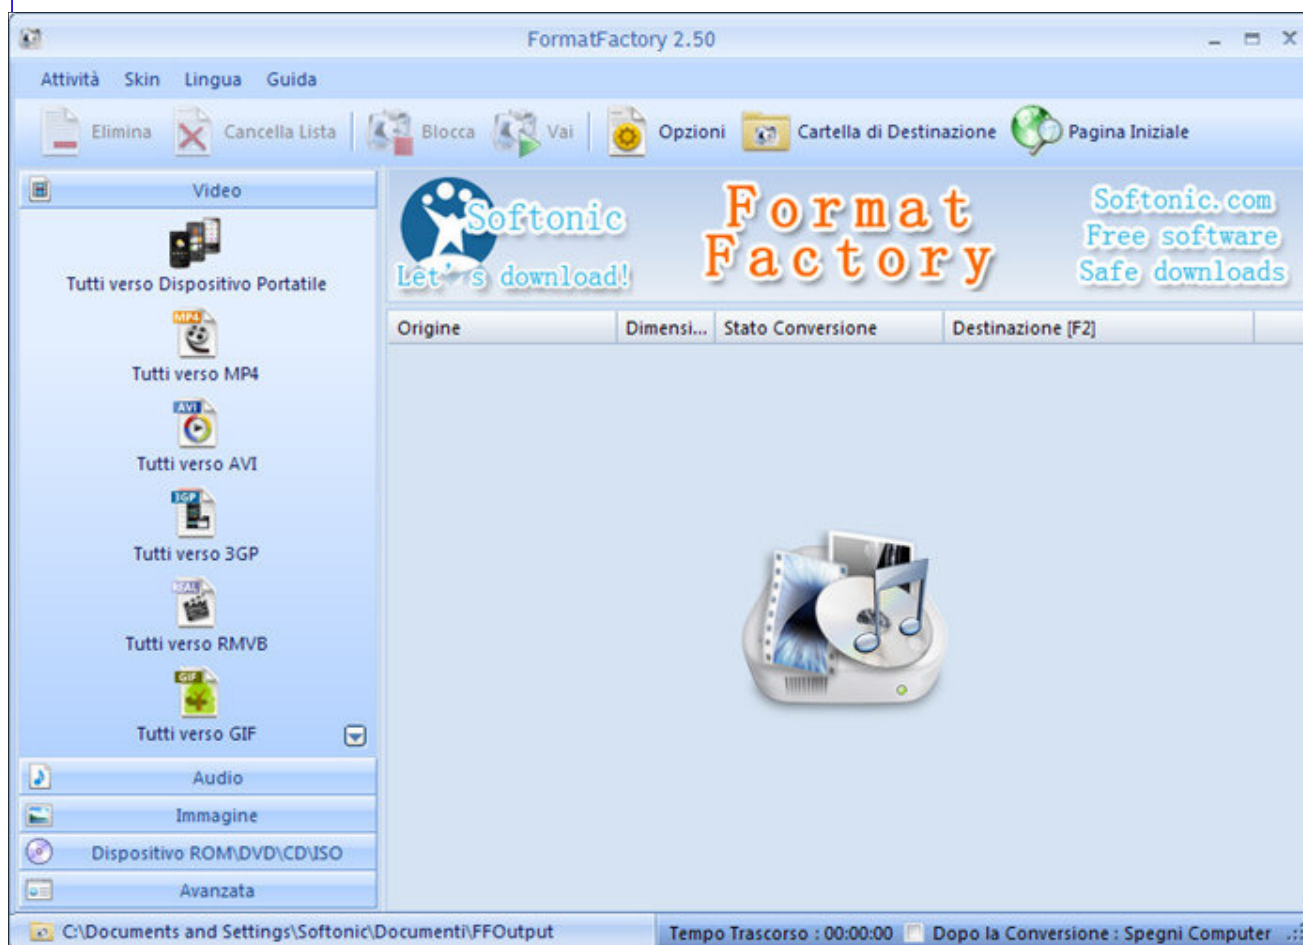 FormatFactory 2.50
Attività Skin Lingua Guida
Elimina Cancella Lista Blocca Vai Opzioni Cartella di Destinazione Pagina Iniziale
Video
Tutti verso Dispositivo Portatile
MP4
Tutti verso MP4
AVI
Tutti verso AVI
3GP
Tutti verso 3GP
REAL
Tutti verso RMVB
GIF
Tutti verso GIF
Audio
Immagine
Dispositivo ROM\DVD\CD\ISO
Avanzata
Softonic
Let's download!
Format
Factory
Softonic.com
Free software
Safe downloads
Origine Dimensi... Stato Conversione Destinazione [F2]
C:\Documents and Settings\Softonic\Documenti\FFOutput
Tempo Trascorso : 00:00:00 Dopo la Conversione : Spegni Computer